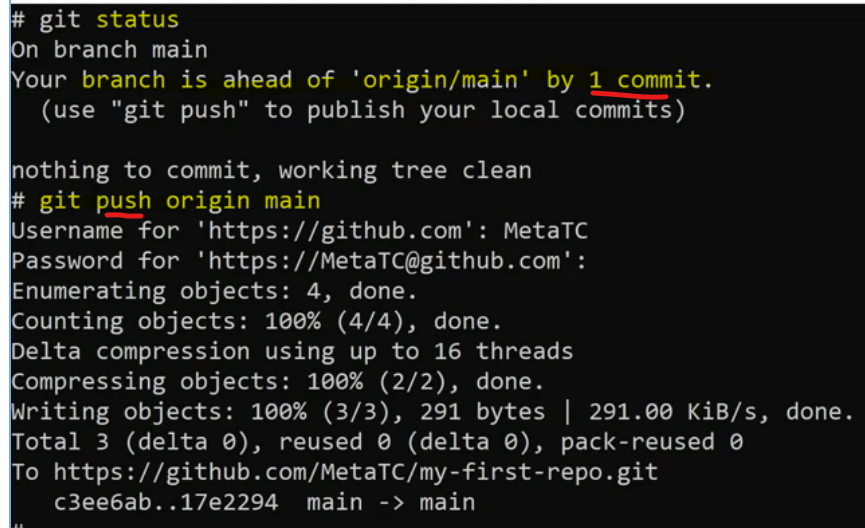 # git status
On branch main
Your branch is ahead of 'origin/main' by 1 commit.
  (use "git push" to publish your local commits)
nothing to commit, working tree clean
# git push origin main
Username for 'https://github.com': MetaTC
Password for 'https://MetaTC@github.com':
Enumerating objects: 4, done.
Counting objects: 100% (4/4), done.
Delta compression using up to 16 threads
Compressing objects: 100% (2/2), done.
Writing objects: 100% (3/3), 291 bytes | 291.00 KiB/s, done.
Total 3 (delta 0), reused 0 (delta 0), pack-reused 0
To https://github.com/MetaTC/my-first-repo.git
   c3ee6ab..17e2294  main -> main
#